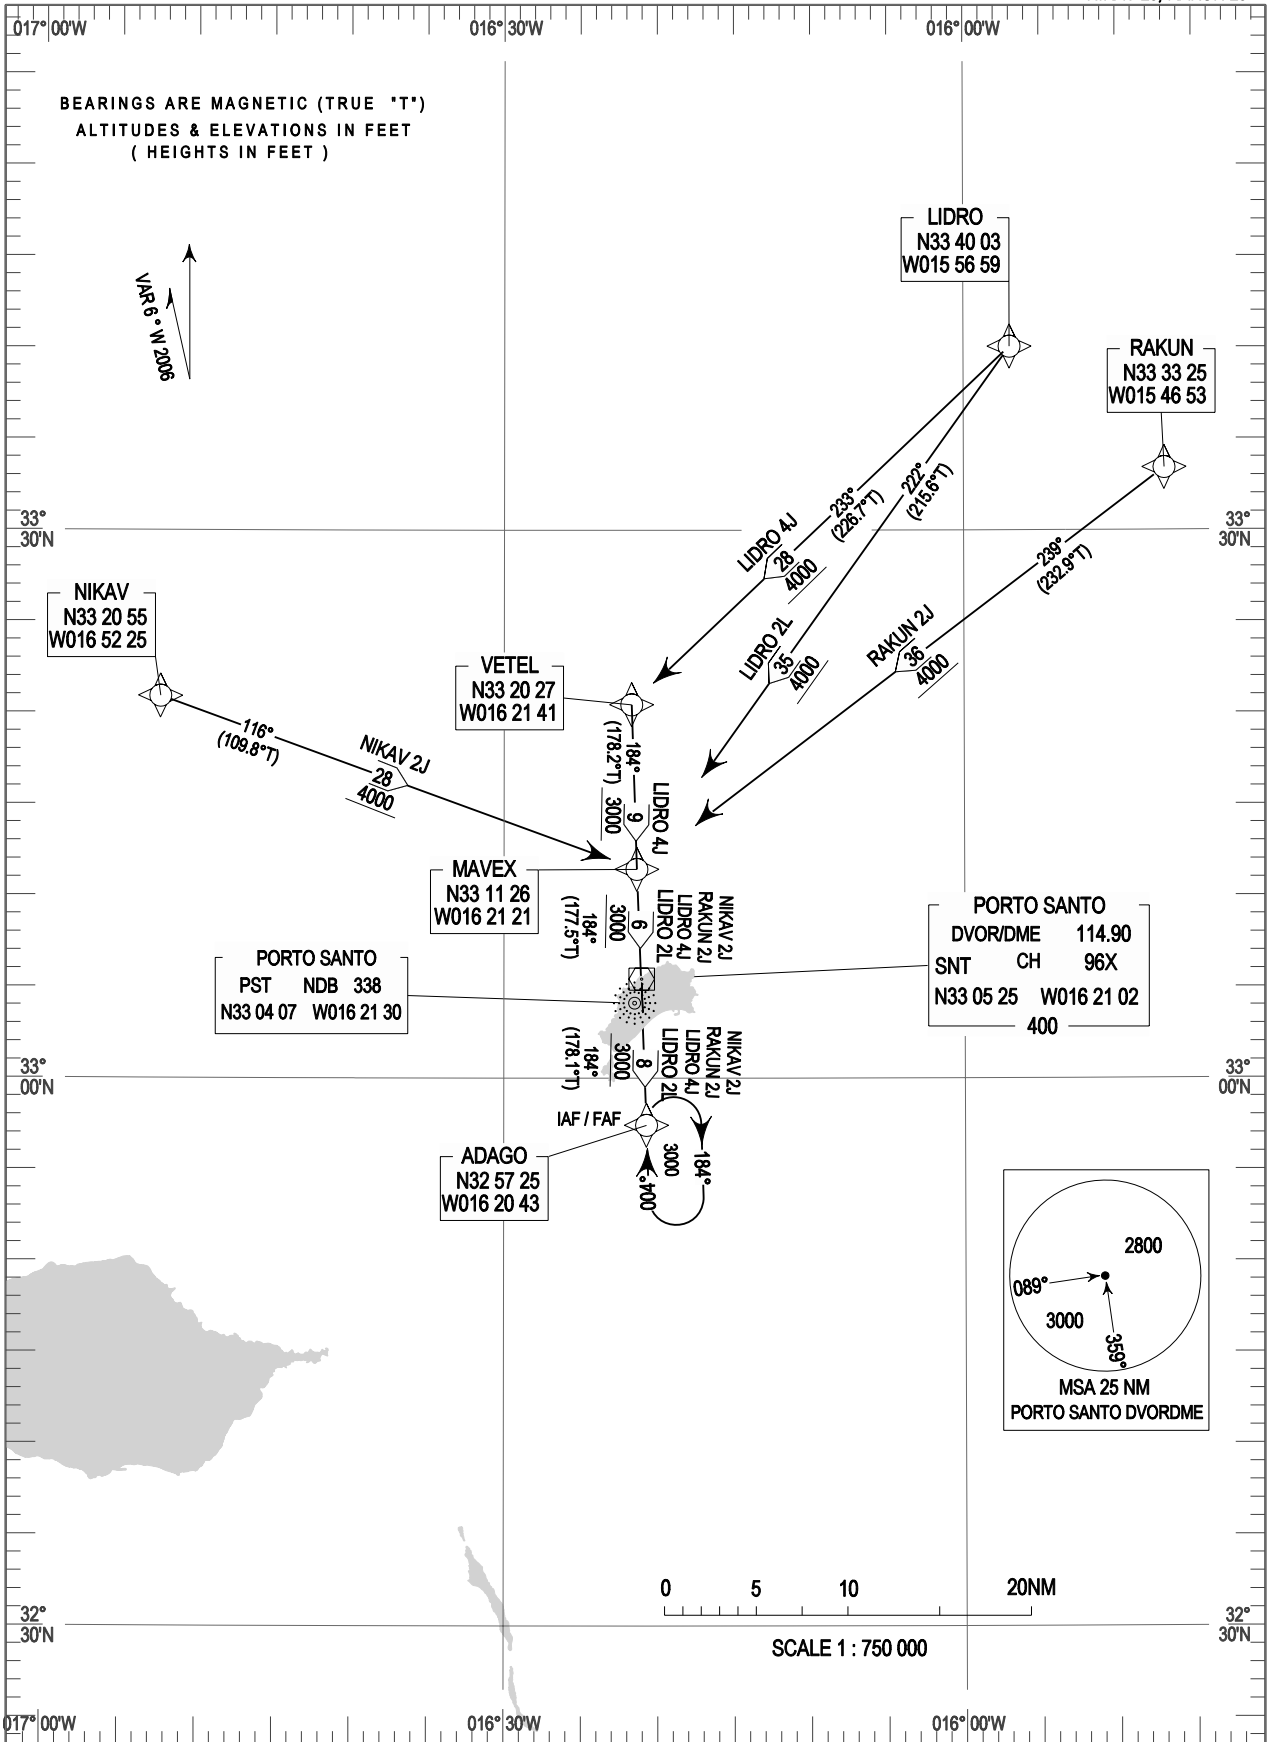 017° 00'W
016° 30'W
016° 00'W
BEARINGS ARE MAGNETIC (TRUE "T")
ALTITUDES & ELEVATIONS IN FEET
( HEIGHTS IN FEET )
VAR 6 ° W 2006
LIDRO
N33 40 03
W015 56 59
RAKUN
N33 33 25
W015 46 53
233°
(226.7°T)
222°
(215.6°T)
239°
(232.9°T)
33°
30'N
33°
30'N
LIDRO 4J
28
4000
LIDRO 2L
35
4000
RAKUN 2J
36
4000
NIKAV
N33 20 55
W016 52 25
116°
(109.8°T)
NIKAV 2J
28
4000
VETEL
N33 20 27
W016 21 41
184°
(178.2°T)
9
3000
LIDRO 4J
MAVEX
N33 11 26
W016 21 21
NIKAV 2J
RAKUN 2J
LIDRO 4J
LIDRO 2L
6
3000
184°
(177.5°T)
PORTO SANTO
DVOR/DME 114.90
SNT CH 96X
N33 05 25 W016 21 02
400
PORTO SANTO
PST NDB 338
N33 04 07 W016 21 30
NIKAV 2J
RAKUN 2J
LIDRO 4J
LIDRO 2L
8
3000
184°
(178.1°T)
33°
00'N
33°
00'N
IAF / FAF
ADAGO
N32 57 25
W016 20 43
3000
184°
004°
2800
089°
3000
359°
MSA 25 NM
PORTO SANTO DVORDME
0 5 10 20NM
SCALE 1 : 750 000
32°
30'N
32°
30'N
017° 00'W
016° 30'W
016° 00'W